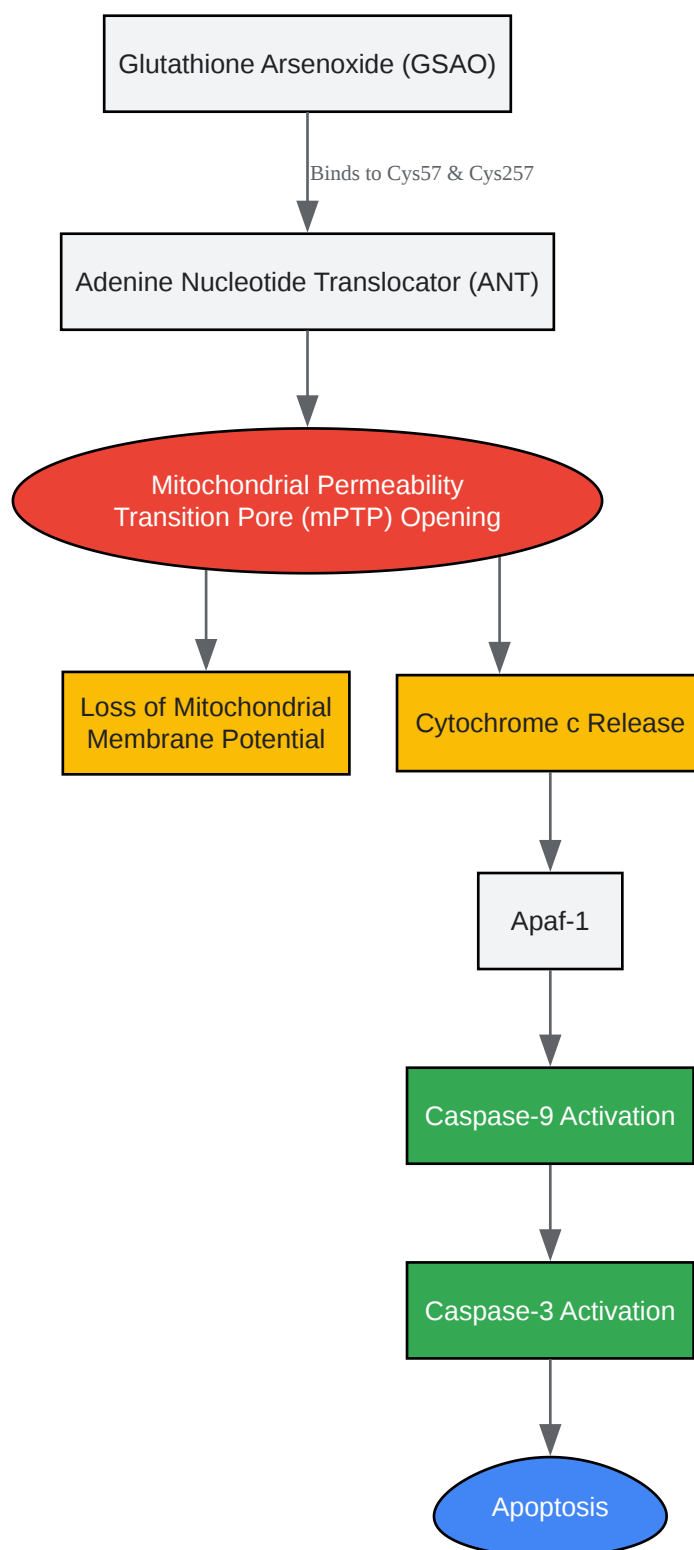 Glutathione Arsenoxide (GSAO)
Binds to Cys57 & Cys257
Adenine Nucleotide Translocator (ANT)
Mitochondrial Permeability
Transition Pore (mPTP) Opening
Loss of Mitochondrial
Membrane Potential
Cytochrome c Release
Apaf-1
Caspase-9 Activation
Caspase-3 Activation
Apoptosis